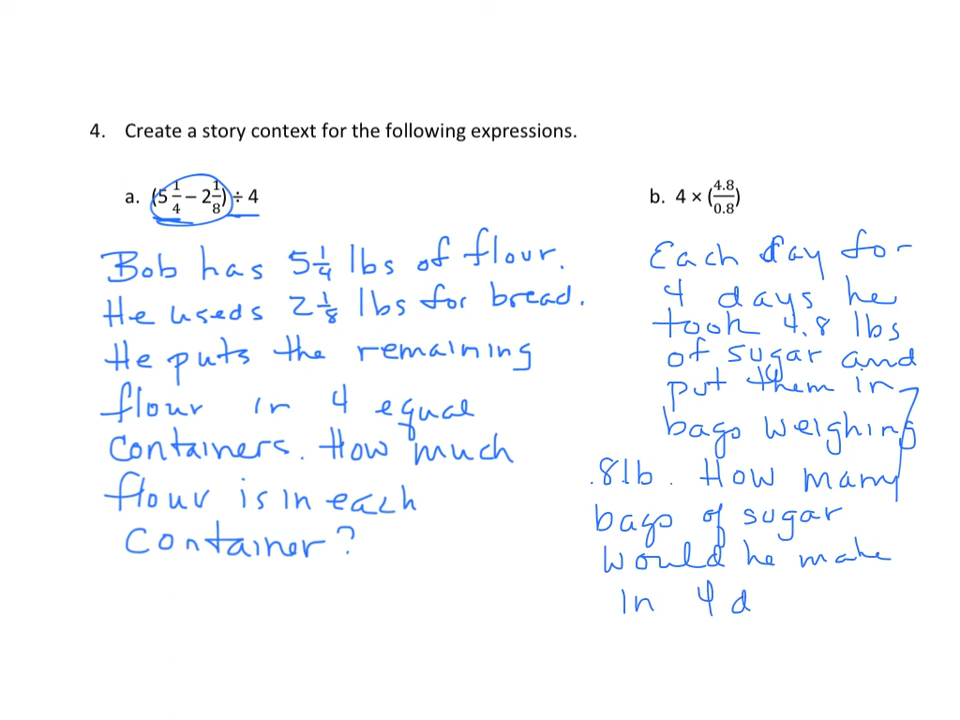 4. Create a story context for the following expressions.
a. (5 1/4 − 2 1/8) ÷ 4
Bob has 5 1/4 lbs of flour.
He useds 2 1/8 lbs for bread.
He puts the remaining
flour in 4 equal
containers. How much
flour is in each
container?
b. 4 × (4.8/0.8)
Each day for
4 days he
took 4.8 lbs
of sugar and
put them in
bags weighing
.8lb. How many
bags of sugar
would he make
in 4 d